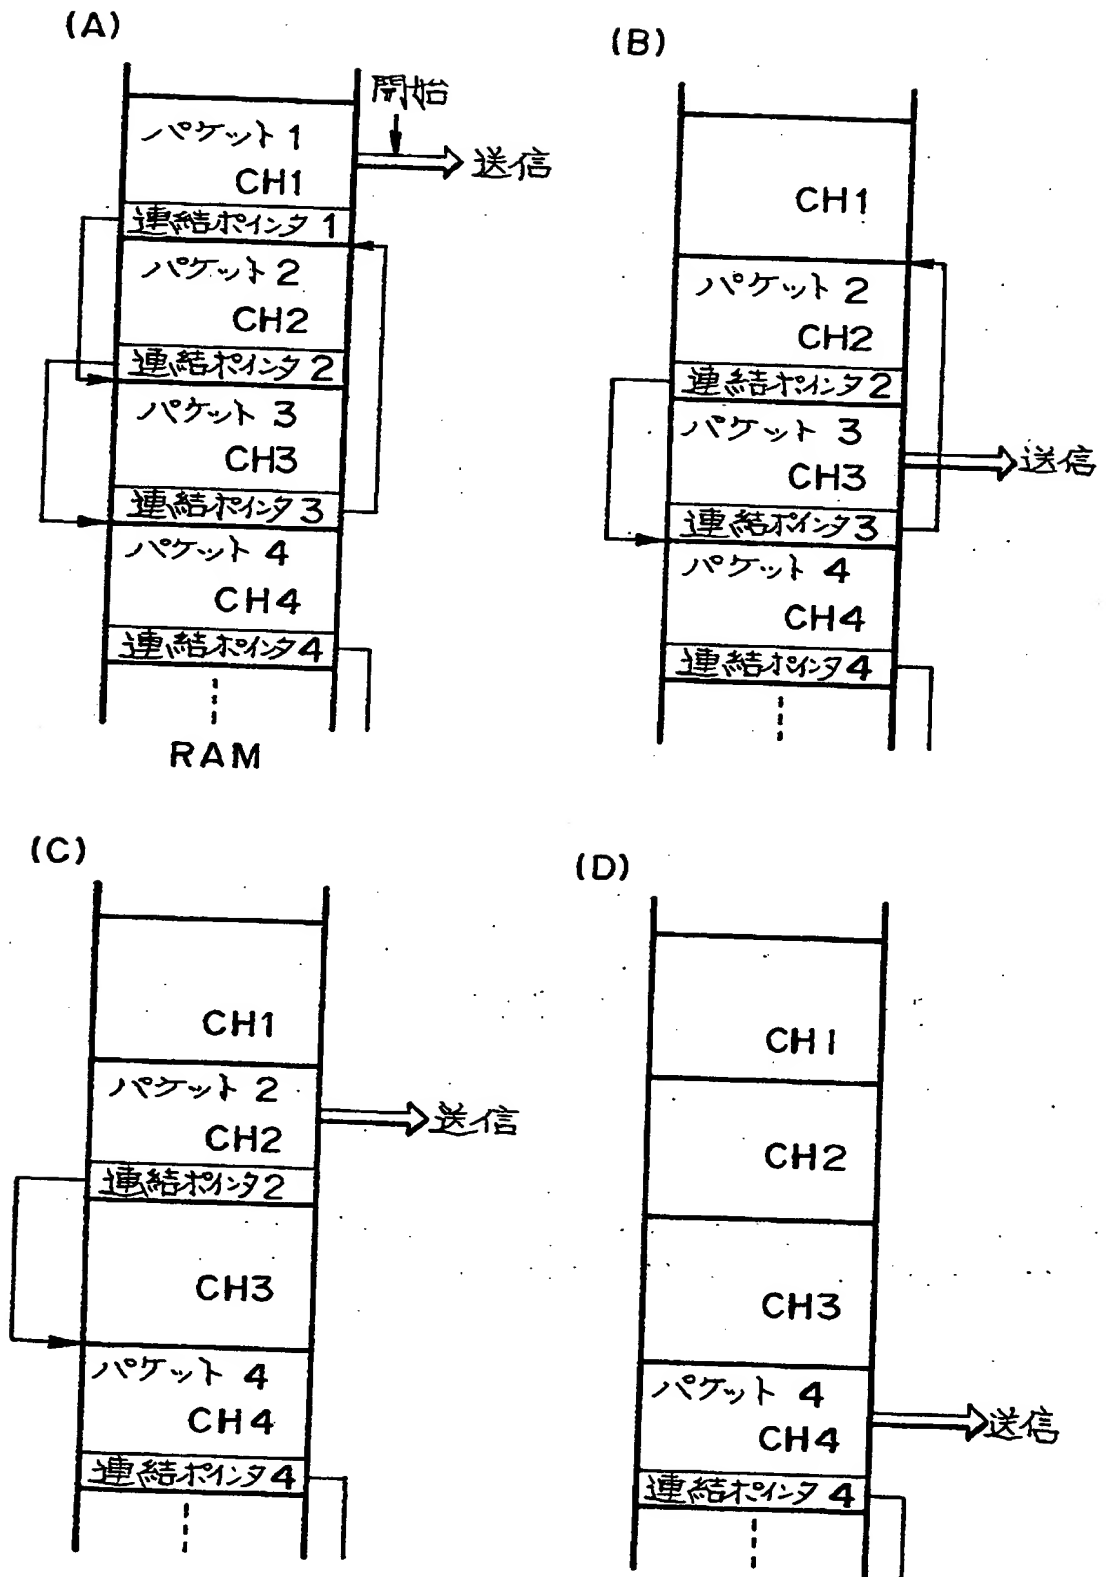 (A)
開始
パケット 1
送信
CH1
連結ポインタ 1
パケット 2
CH2
連結ポインタ 2
パケット 3
CH3
連結ポインタ 3
パケット 4
CH4
連結ポインタ 4
RAM
(B)
CH1
パケット 2
CH2
連結ポインタ 2
パケット 3
送信
CH3
連結ポインタ 3
パケット 4
CH4
連結ポインタ 4
(C)
CH1
パケット 2
送信
CH2
連結ポインタ 2
CH3
パケット 4
CH4
連結ポインタ 4
(D)
CH1
CH2
CH3
パケット 4
送信
CH4
連結ポインタ 4